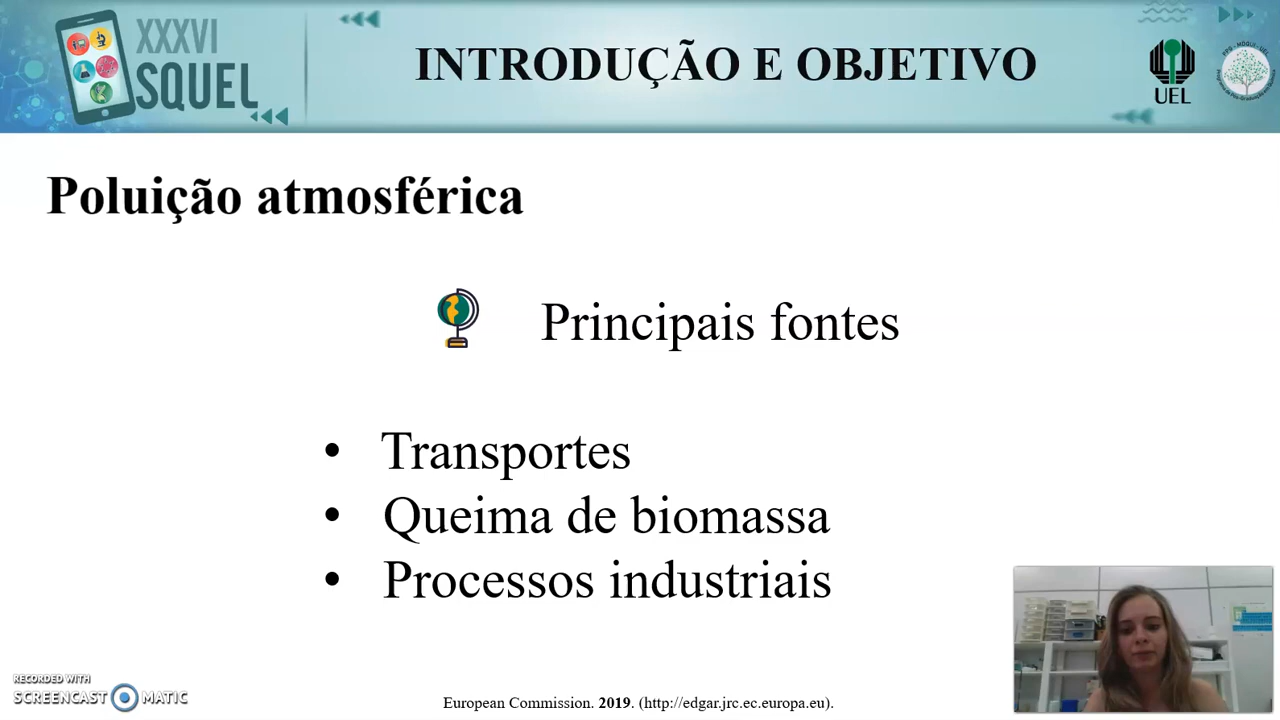 XXXVI
SQUEL
INTRODUÇÃO E OBJETIVO
UEL
Poluição atmosférica
Principais fontes
• Transportes
• Queima de biomassa
• Processos industriais
RECORDED WITH
SCREENCAST MATIC
European Commission. 2019. (http://edgar.jrc.ec.europa.eu).